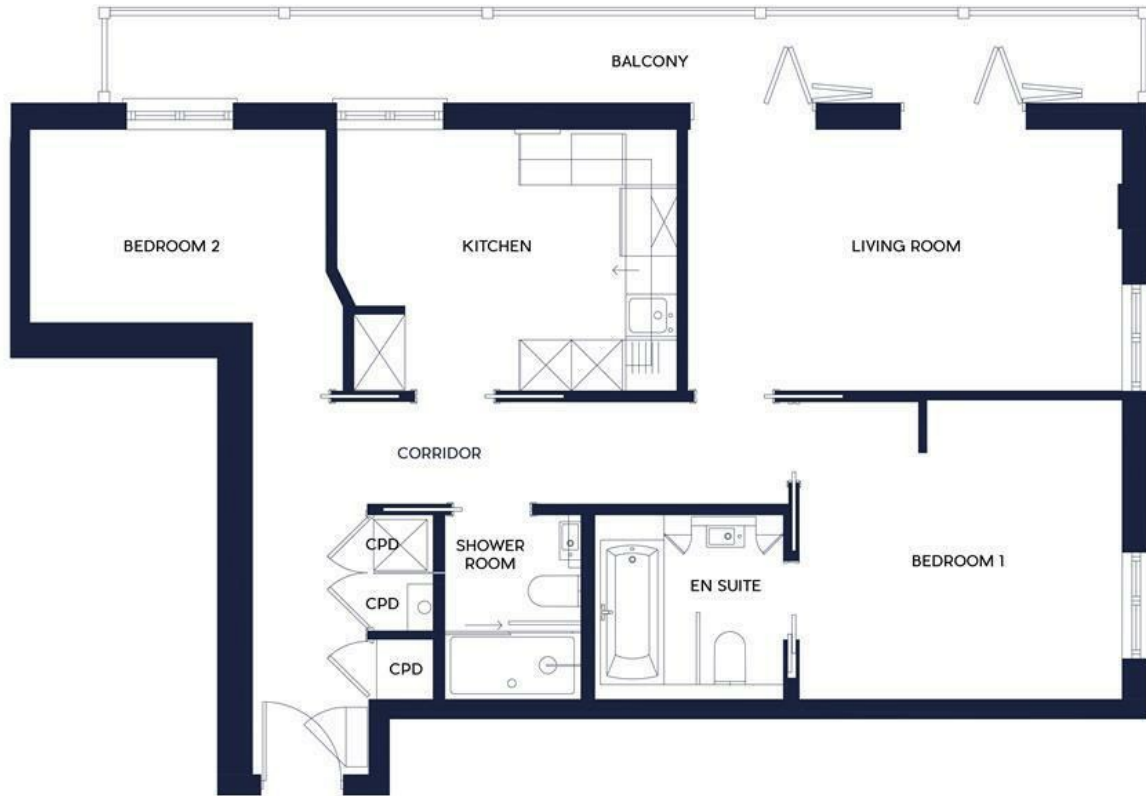 BALCONY
BEDROOM 2
KITCHEN
LIVING ROOM
CORRIDOR
CPD
SHOWER
ROOM
CPD
CPD
EN SUITE
BEDROOM 1